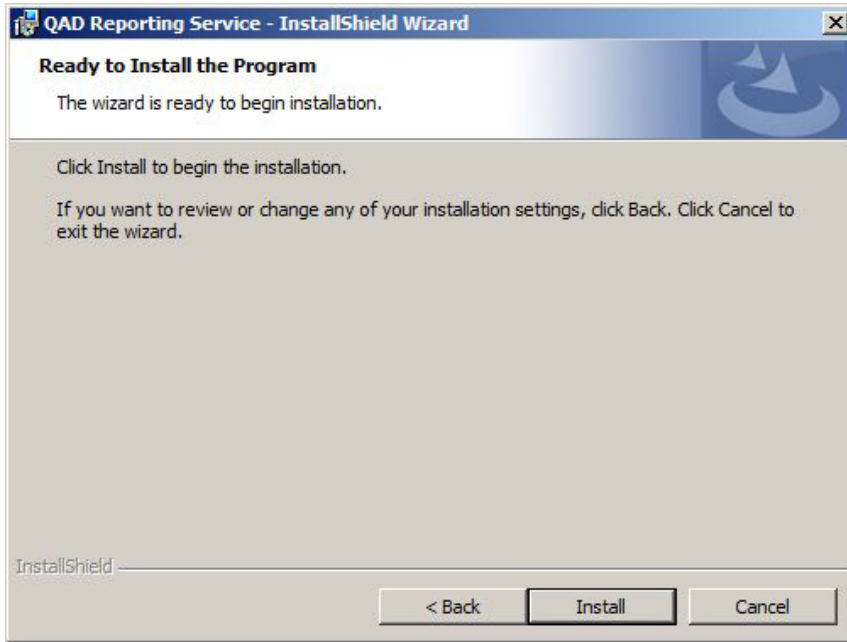 QAD Reporting Service - InstallShield Wizard
Ready to Install the Program
The wizard is ready to begin installation.
Click Install to begin the installation.
If you want to review or change any of your installation settings, click Back. Click Cancel to
exit the wizard.
InstallShield
< Back Install Cancel